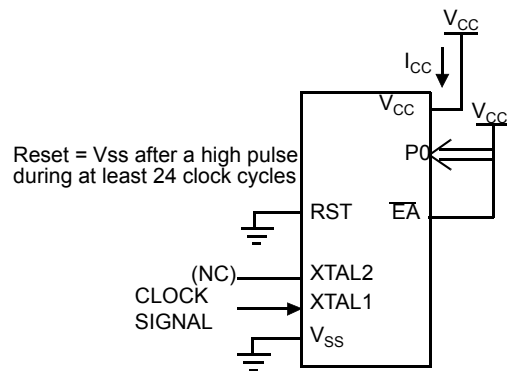 VCC
ICC
VCC
VCC
P0
Reset = Vss after a high pulse
during at least 24 clock cycles
RST
EA
(NC)
XTAL2
CLOCK
SIGNAL
XTAL1
VSS